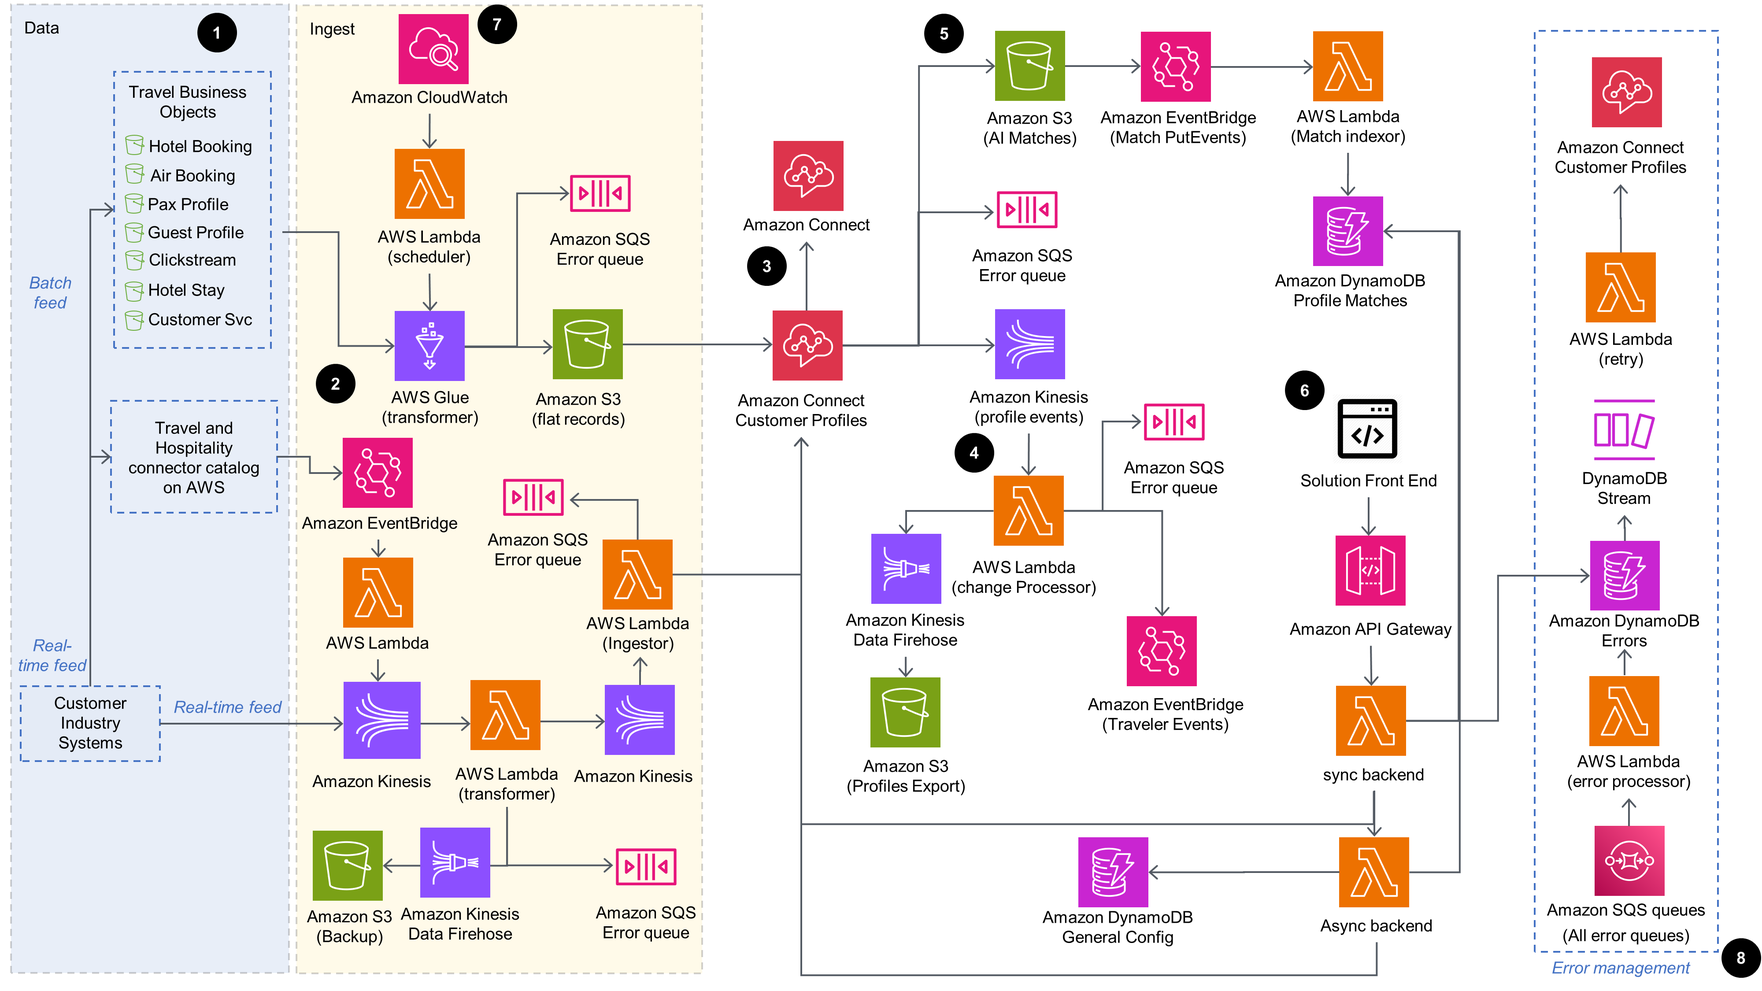 Data
1
Travel Business
Objects
Hotel Booking
Air Booking
Pax Profile
Guest Profile
Clickstream
Hotel Stay
Customer Svc
Batch
feed
Travel and
Hospitality
connector catalog
on AWS
Real-
time feed
Customer
Industry
Systems
Real-time feed
Ingest
7
Amazon CloudWatch
AWS Lambda
(scheduler)
Amazon SQS
Error queue
2
AWS Glue
(transformer)
Amazon S3
(flat records)
Amazon EventBridge
Amazon SQS
Error queue
AWS Lambda
AWS Lambda
(Ingestor)
Amazon Kinesis
AWS Lambda
(transformer)
Amazon Kinesis
Amazon S3
(Backup)
Amazon Kinesis
Data Firehose
Amazon SQS
Error queue
Amazon Connect
3
Amazon Connect
Customer Profiles
5
Amazon S3
(AI Matches)
Amazon EventBridge
(Match PutEvents)
AWS Lambda
(Match indexor)
Amazon SQS
Error queue
Amazon DynamoDB
Profile Matches
Amazon Kinesis
(profile events)
4
Amazon SQS
Error queue
AWS Lambda
(change Processor)
Amazon Kinesis
Data Firehose
Amazon S3
(Profiles Export)
Amazon EventBridge
(Traveler Events)
6
Solution Front End
Amazon API Gateway
sync backend
Amazon DynamoDB
General Config
Async backend
Amazon Connect
Customer Profiles
AWS Lambda
(retry)
DynamoDB
Stream
Amazon DynamoDB
Errors
AWS Lambda
(error processor)
Amazon SQS queues
(All error queues)
Error management
8